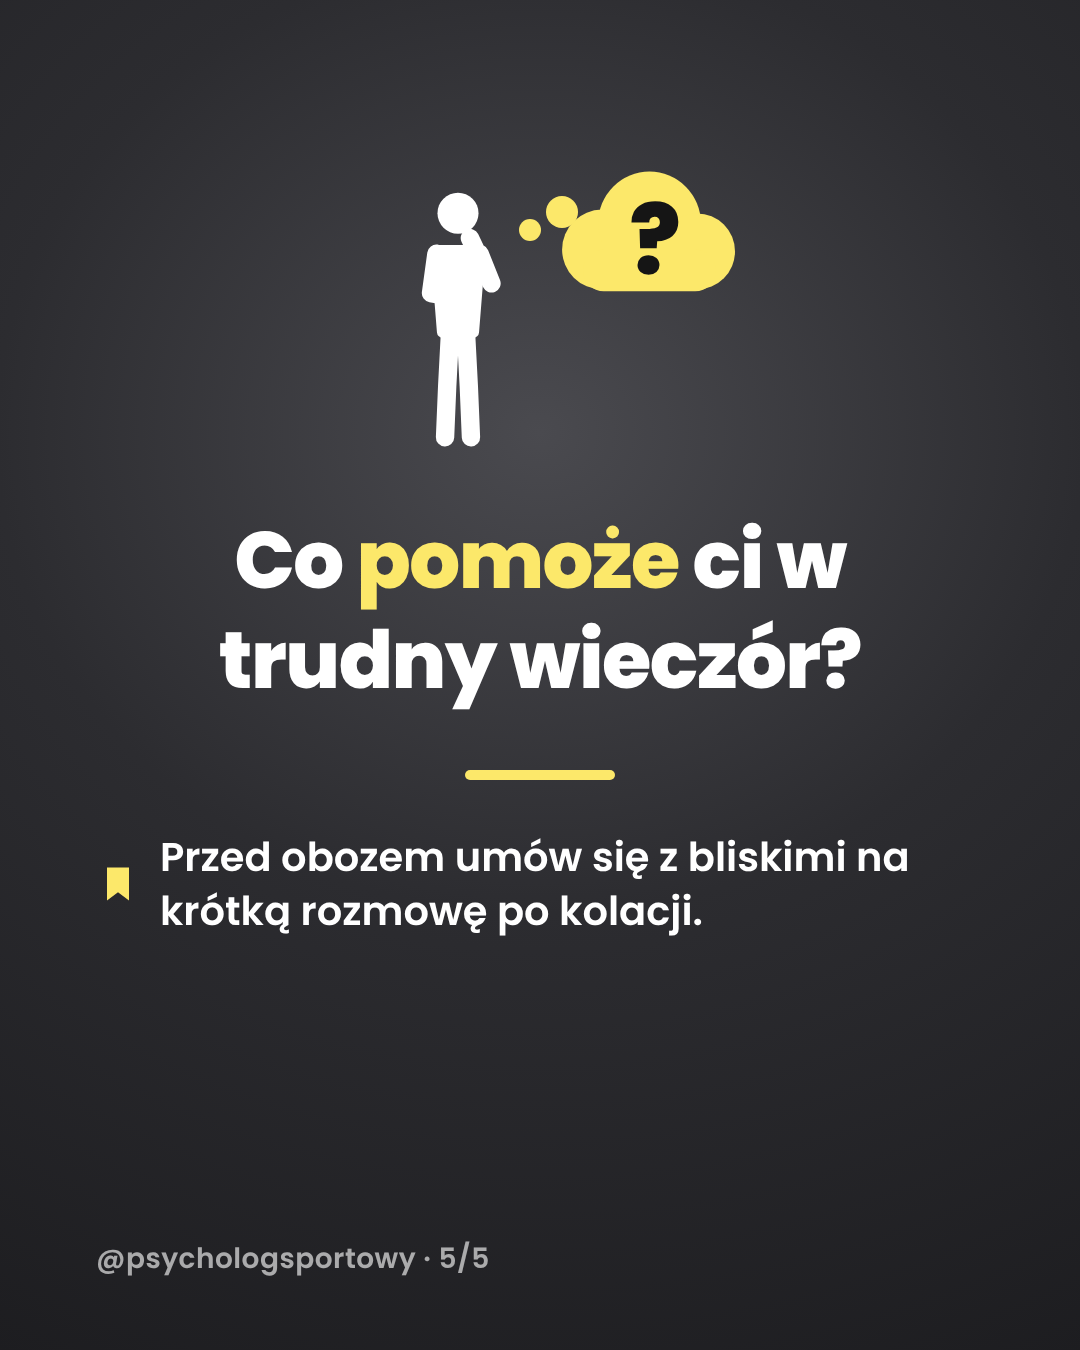 ?
Co pomoże ci w
trudny wieczór?
Przed obozem umów się z bliskimi na
krótką rozmowę po kolacji.
@psychologsportowy · 5/5